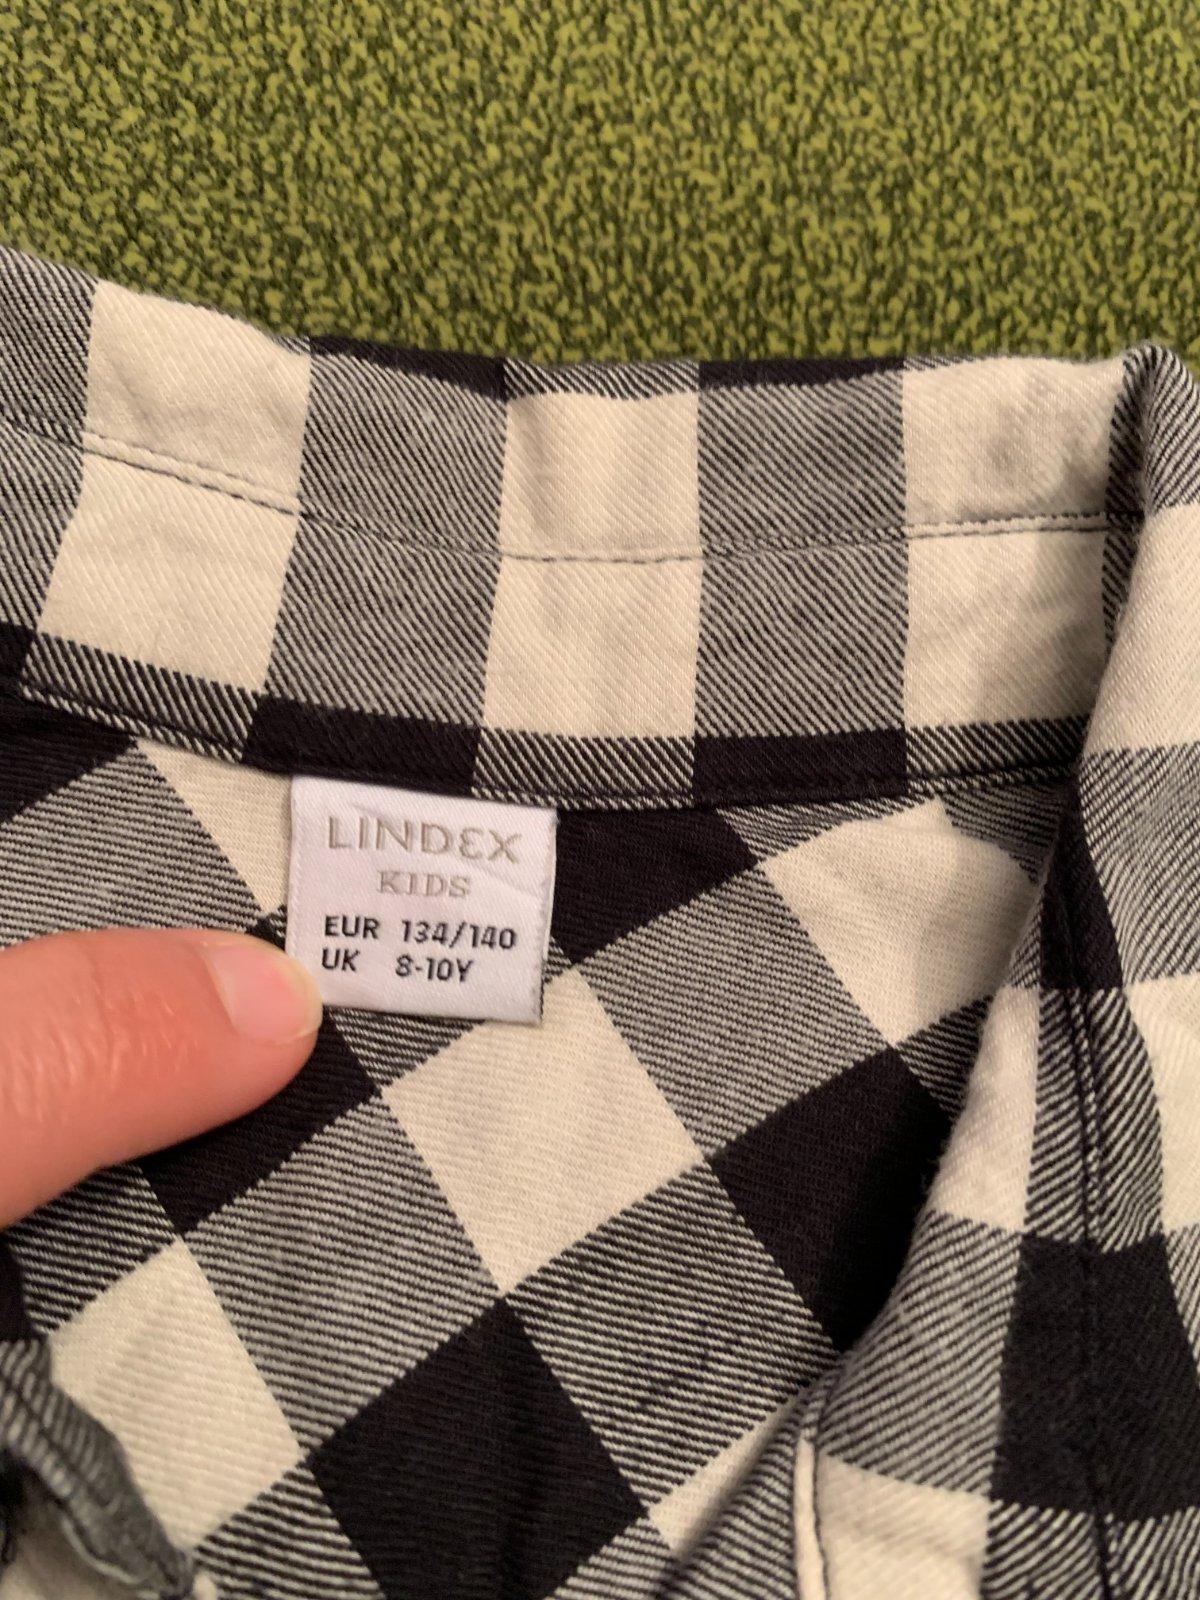 LINDEX
KIDS
EUR 134/140
UK 8-10Y